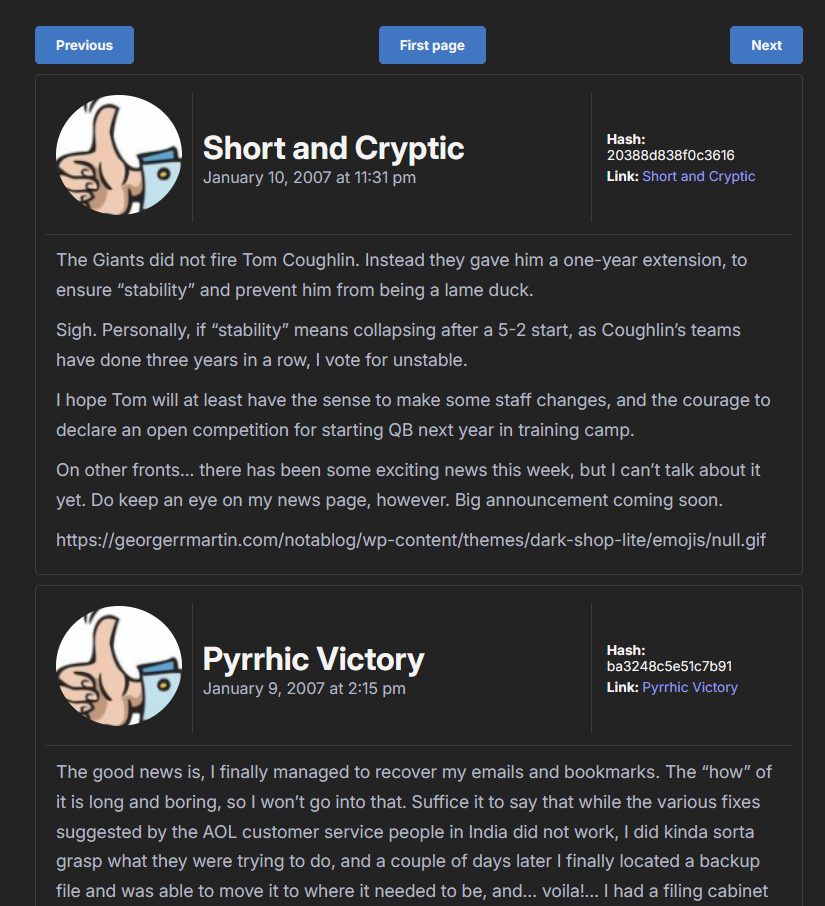 Previous
First page
Next
Short and Cryptic
January 10, 2007 at 11:31 pm
Hash:
20388d838f0c3616
Link: Short and Cryptic
The Giants did not fire Tom Coughlin. Instead they gave him a one-year extension, to
ensure “stability” and prevent him from being a lame duck.
Sigh. Personally, if “stability” means collapsing after a 5-2 start, as Coughlin’s teams
have done three years in a row, I vote for unstable.
I hope Tom will at least have the sense to make some staff changes, and the courage to
declare an open competition for starting QB next year in training camp.
On other fronts… there has been some exciting news this week, but I can’t talk about it
yet. Do keep an eye on my news page, however. Big announcement coming soon.
https://georgerrmartin.com/notablog/wp-content/themes/dark-shop-lite/emojis/null.gif
Pyrrhic Victory
January 9, 2007 at 2:15 pm
Hash:
ba3248c5e51c7b91
Link: Pyrrhic Victory
The good news is, I finally managed to recover my emails and bookmarks. The “how” of
it is long and boring, so I won’t go into that. Suffice it to say that while the various fixes
suggested by the AOL customer service people in India did not work, I did kinda sorta
grasp what they were trying to do, and a couple of days later I finally located a backup
file and was able to move it to where it needed to be, and… voila!… I had a filing cabinet